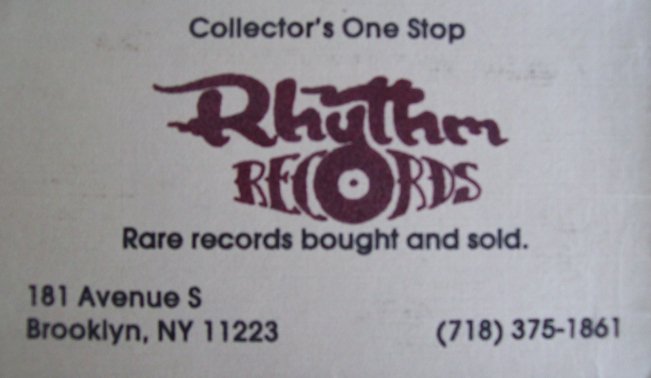 Collector's One Stop
Rhythm
RECORDS
Rare records bought and sold.
181 Avenue S
Brooklyn, NY 11223 (718) 375-1861